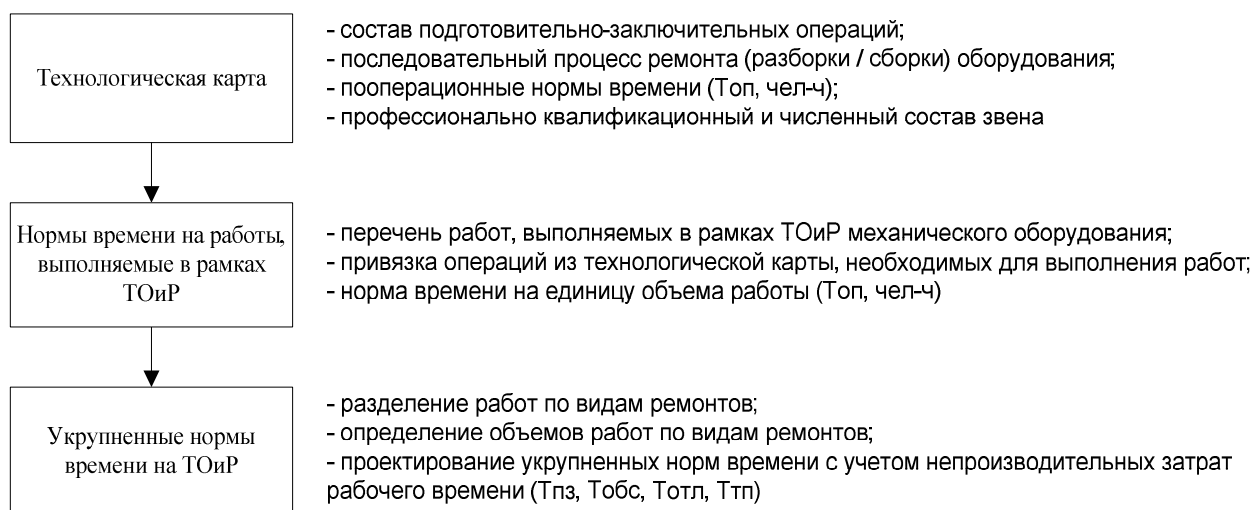 Технологическая карта
- состав подготовительно-заключительных операций;
- последовательный процесс ремонта (разборки / сборки) оборудования;
- пооперационные нормы времени (Топ, чел-ч);
- профессионально квалификационный и численный состав звена
Нормы времени на работы,
выполняемые в рамках
ТОиР
- перечень работ, выполняемых в рамках ТОиР механического оборудования;
- привязка операций из технологической карты, необходимых для выполнения работ;
- норма времени на единицу объема работы (Топ, чел-ч)
Укрупненные нормы
времени на ТОиР
- разделение работ по видам ремонтов;
- определение объемов работ по видам ремонтов;
- проектирование укрупненных норм времени с учетом непроизводительных затрат
рабочего времени (Тпз, Тобс, Тотл, Ттп)